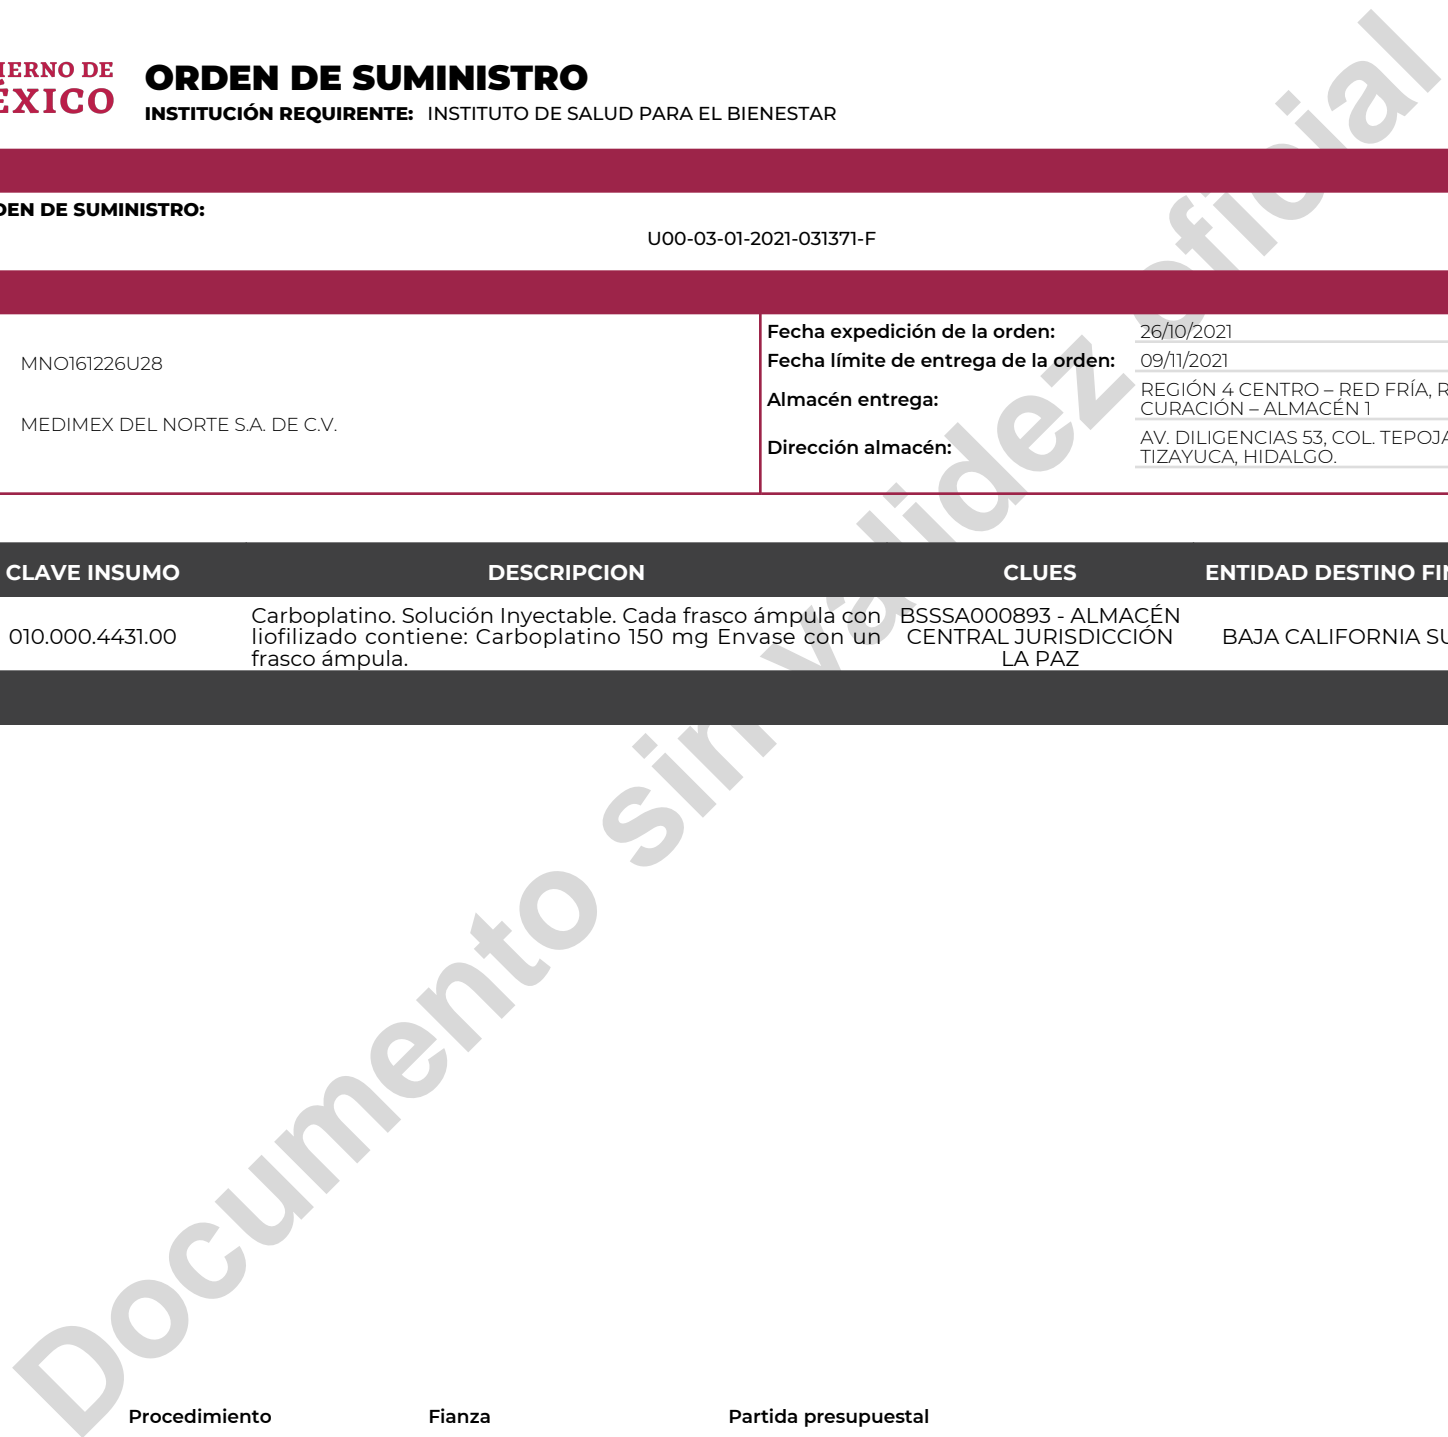 IERNO DE
ÉXICO
ORDEN DE SUMINISTRO
INSTITUCIÓN REQUIRENTE: INSTITUTO DE SALUD PARA EL BIENESTAR
DEN DE SUMINISTRO:
U00-03-01-2021-031371-F
MNO161226U28
MEDIMEX DEL NORTE S.A. DE C.V.
Fecha expedición de la orden: 26/10/2021
Fecha límite de entrega de la orden: 09/11/2021
Almacén entrega: REGIÓN 4 CENTRO – RED FRÍA, R
CURACIÓN – ALMACÉN 1
Dirección almacén: AV. DILIGENCIAS 53, COL. TEPOJA
TIZAYUCA, HIDALGO.
CLAVE INSUMO DESCRIPCION CLUES ENTIDAD DESTINO FIN
010.000.4431.00
Carboplatino. Solución Inyectable. Cada frasco ámpula con
liofilizado contiene: Carboplatino 150 mg Envase con un
frasco ámpula.
BSSSA000893 - ALMACÉN
CENTRAL JURISDICCIÓN
LA PAZ
BAJA CALIFORNIA SU
Documento sin validez oficial
Procedimiento Fianza Partida presupuestal